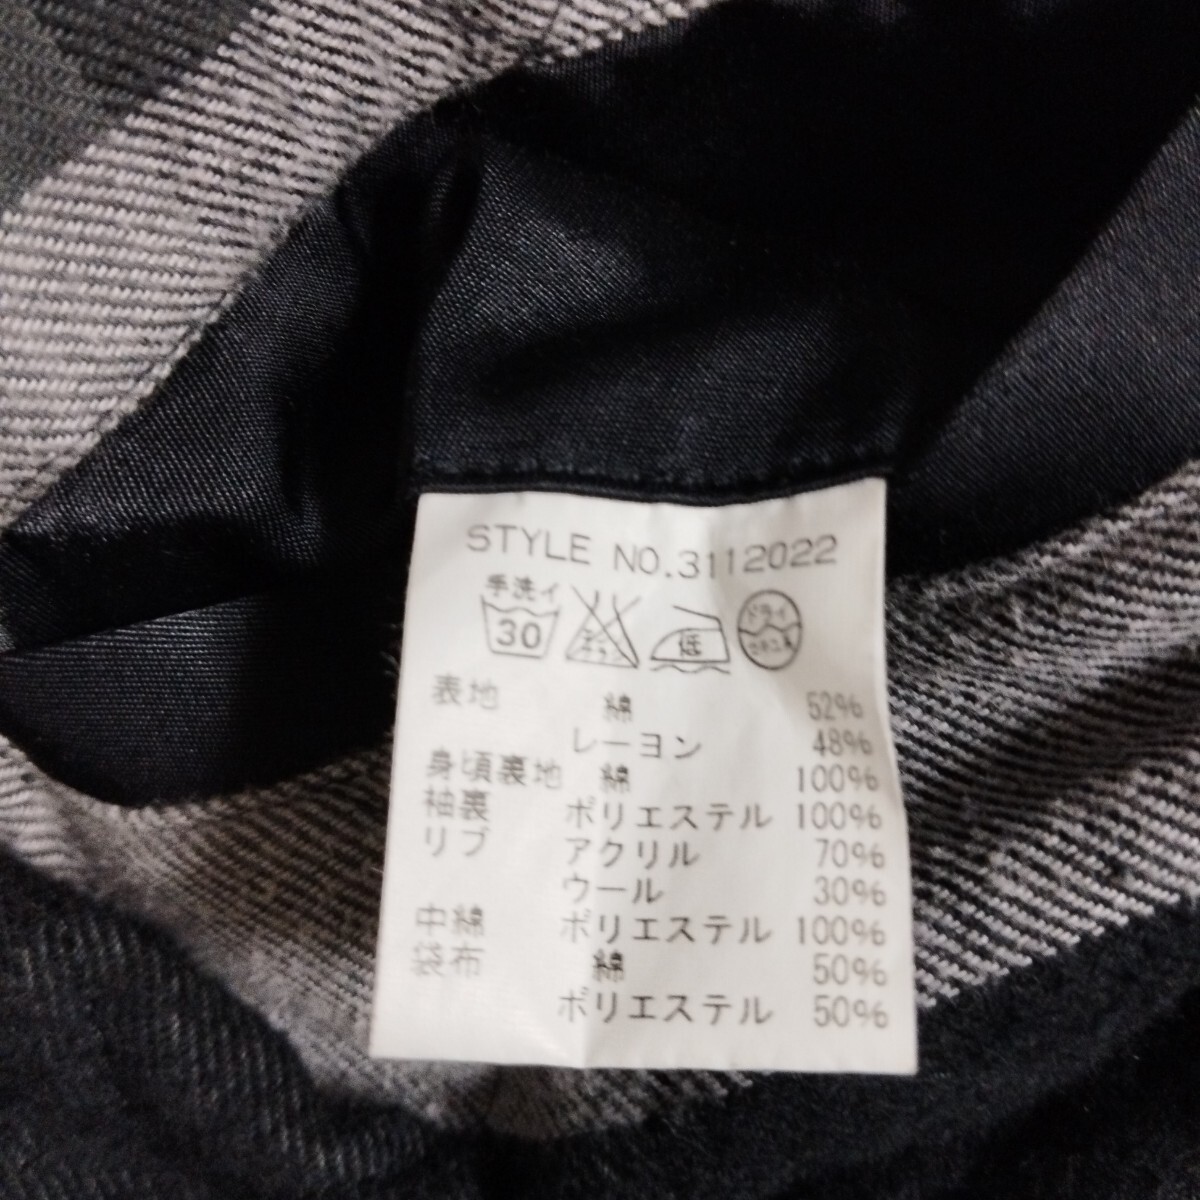 STYLE NO.3112022
手洗イ
30 低 ドライ
表地 綿 52%
レーヨン 48%
身頃裏地 綿 100%
袖裏 ポリエステル 100%
リブ アクリル 70%
ウール 30%
中綿 ポリエステル 100%
袋布 綿 50%
ポリエステル 50%